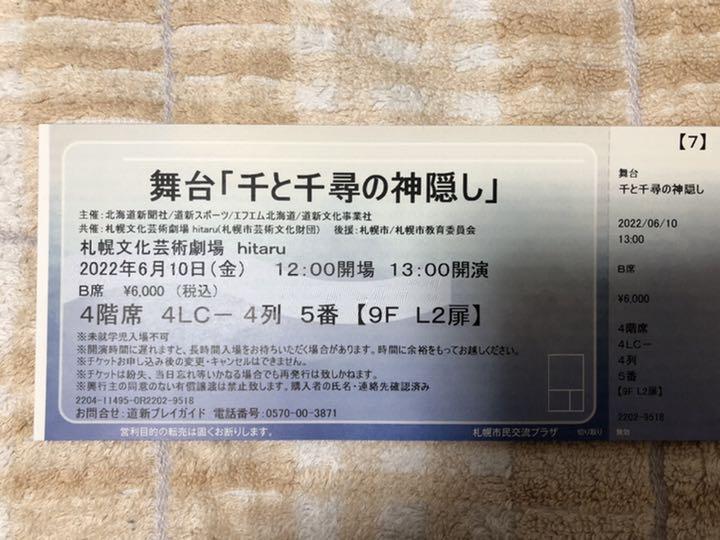 舞台「千と千尋の神隠し」
主催：北海道新聞社/道新スポーツ/エフエム北海道/道新文化事業社
共催：札幌文化芸術劇場 hitaru(札幌市芸術文化財団)　後援：札幌市/札幌市教育委員会
札幌文化芸術劇場 hitaru
2022年6月10日(金)　12:00開場　13:00開演
B席　¥6,000　(税込)
4階席　4LC－　4列　5番【9F　L2扉】
※未就学児入場不可
※開演時間に遅れますと、長時間入場をお待ちいただく場合があります。時間に余裕をもってお越しください。
※チケットお申し込み後の変更・キャンセルはできません。
※チケットは紛失、当日忘れ等いかなる場合でも再発行は致しかねます。
※興行主の同意のない有償譲渡は禁止致します。購入者の氏名・連絡先確認済み
2204-11495-0R2202-9518
お問合せ：道新プレイガイド　電話番号：0570-00-3871
営利目的の転売は固くお断りします。
札幌市民交流プラザ
切り取り
【7】
舞台
千と千尋の神隠し
2022/06/10
13:00
B席
¥6,000
4階席
4LC－
4列
5番
【9F　L2扉】
2202-9518
無効